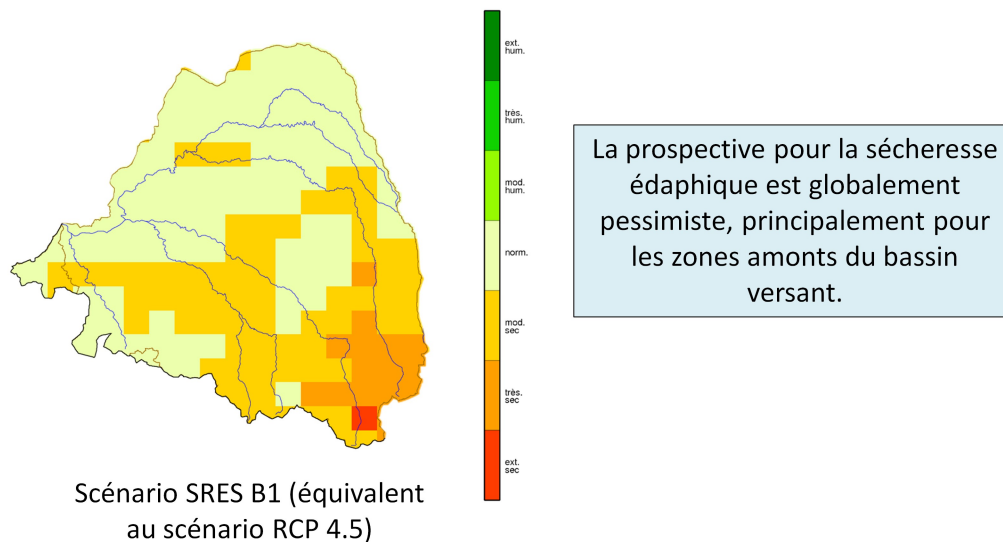 ext.
hum.
très.
hum.
mod.
hum.
norm.
mod.
sec
très.
sec
ext.
sec
La prospective pour la sécheresse
édaphique est globalement
pessimiste, principalement pour
les zones amonts du bassin
versant.
Scénario SRES B1 (équivalent
au scénario RCP 4.5)